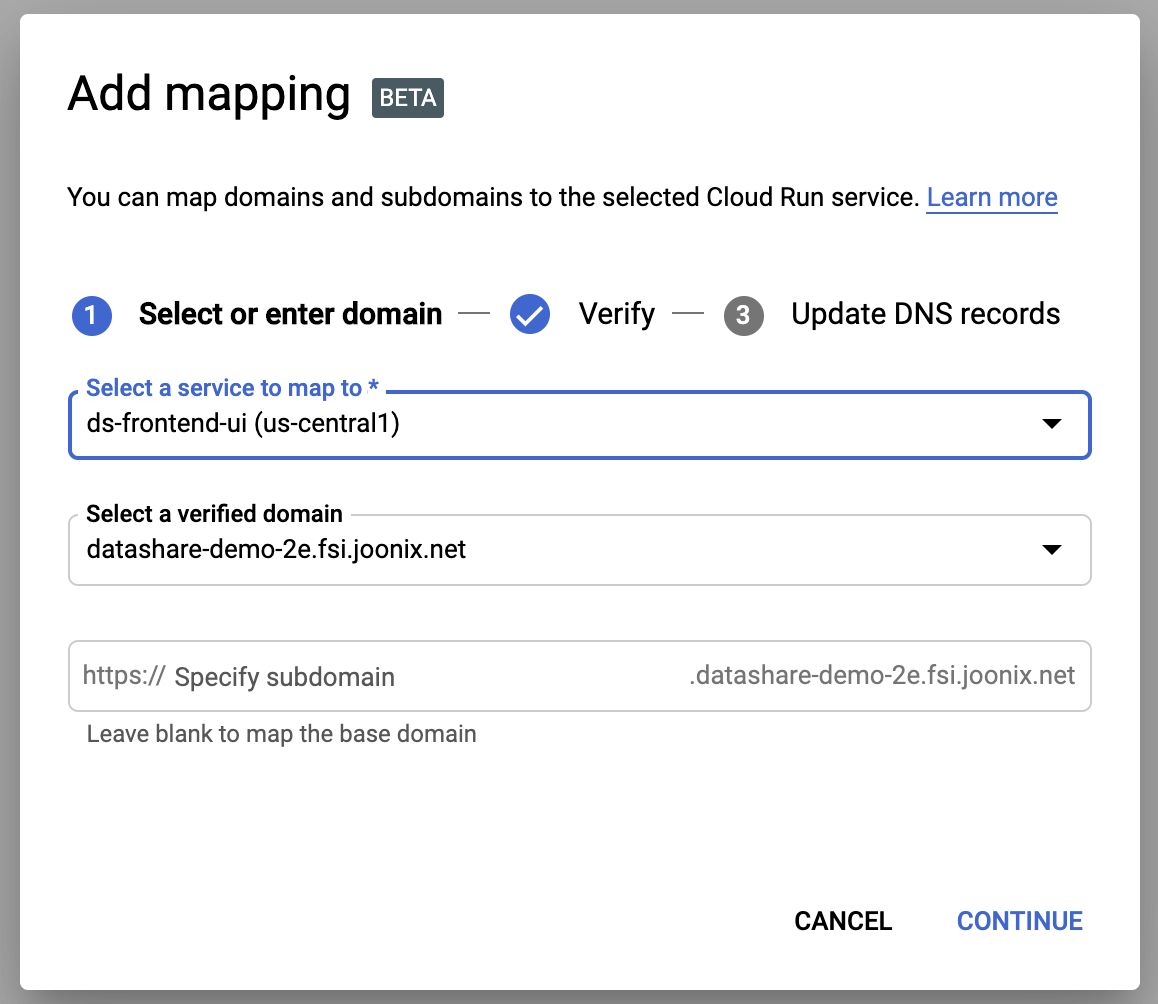 Add mapping BETA
You can map domains and subdomains to the selected Cloud Run service. Learn more
1 Select or enter domain — Verify — 3 Update DNS records
Select a service to map to *
ds-frontend-ui (us-central1)
Select a verified domain
datashare-demo-2e.fsi.joonix.net
https:// Specify subdomain .datashare-demo-2e.fsi.joonix.net
Leave blank to map the base domain
CANCEL CONTINUE